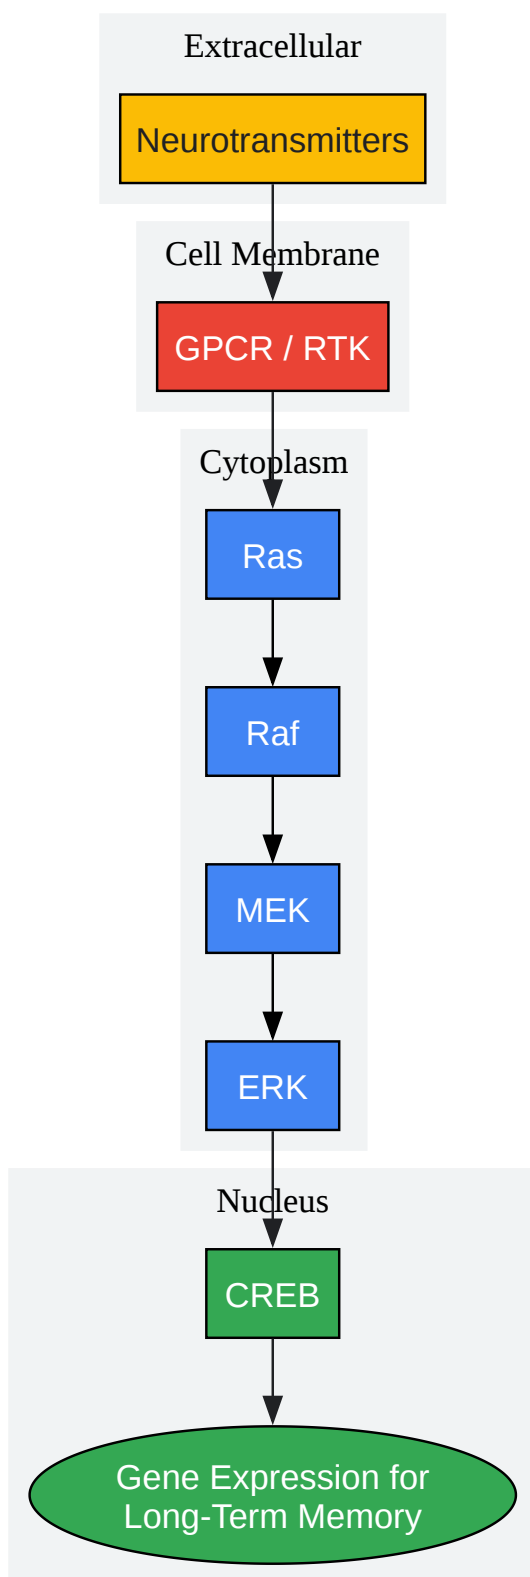 Extracellular
Neurotransmitters
Cell Membrane
GPCR / RTK
Cytoplasm
Ras
Raf
MEK
ERK
Nucleus
CREB
Gene Expression for
Long-Term Memory